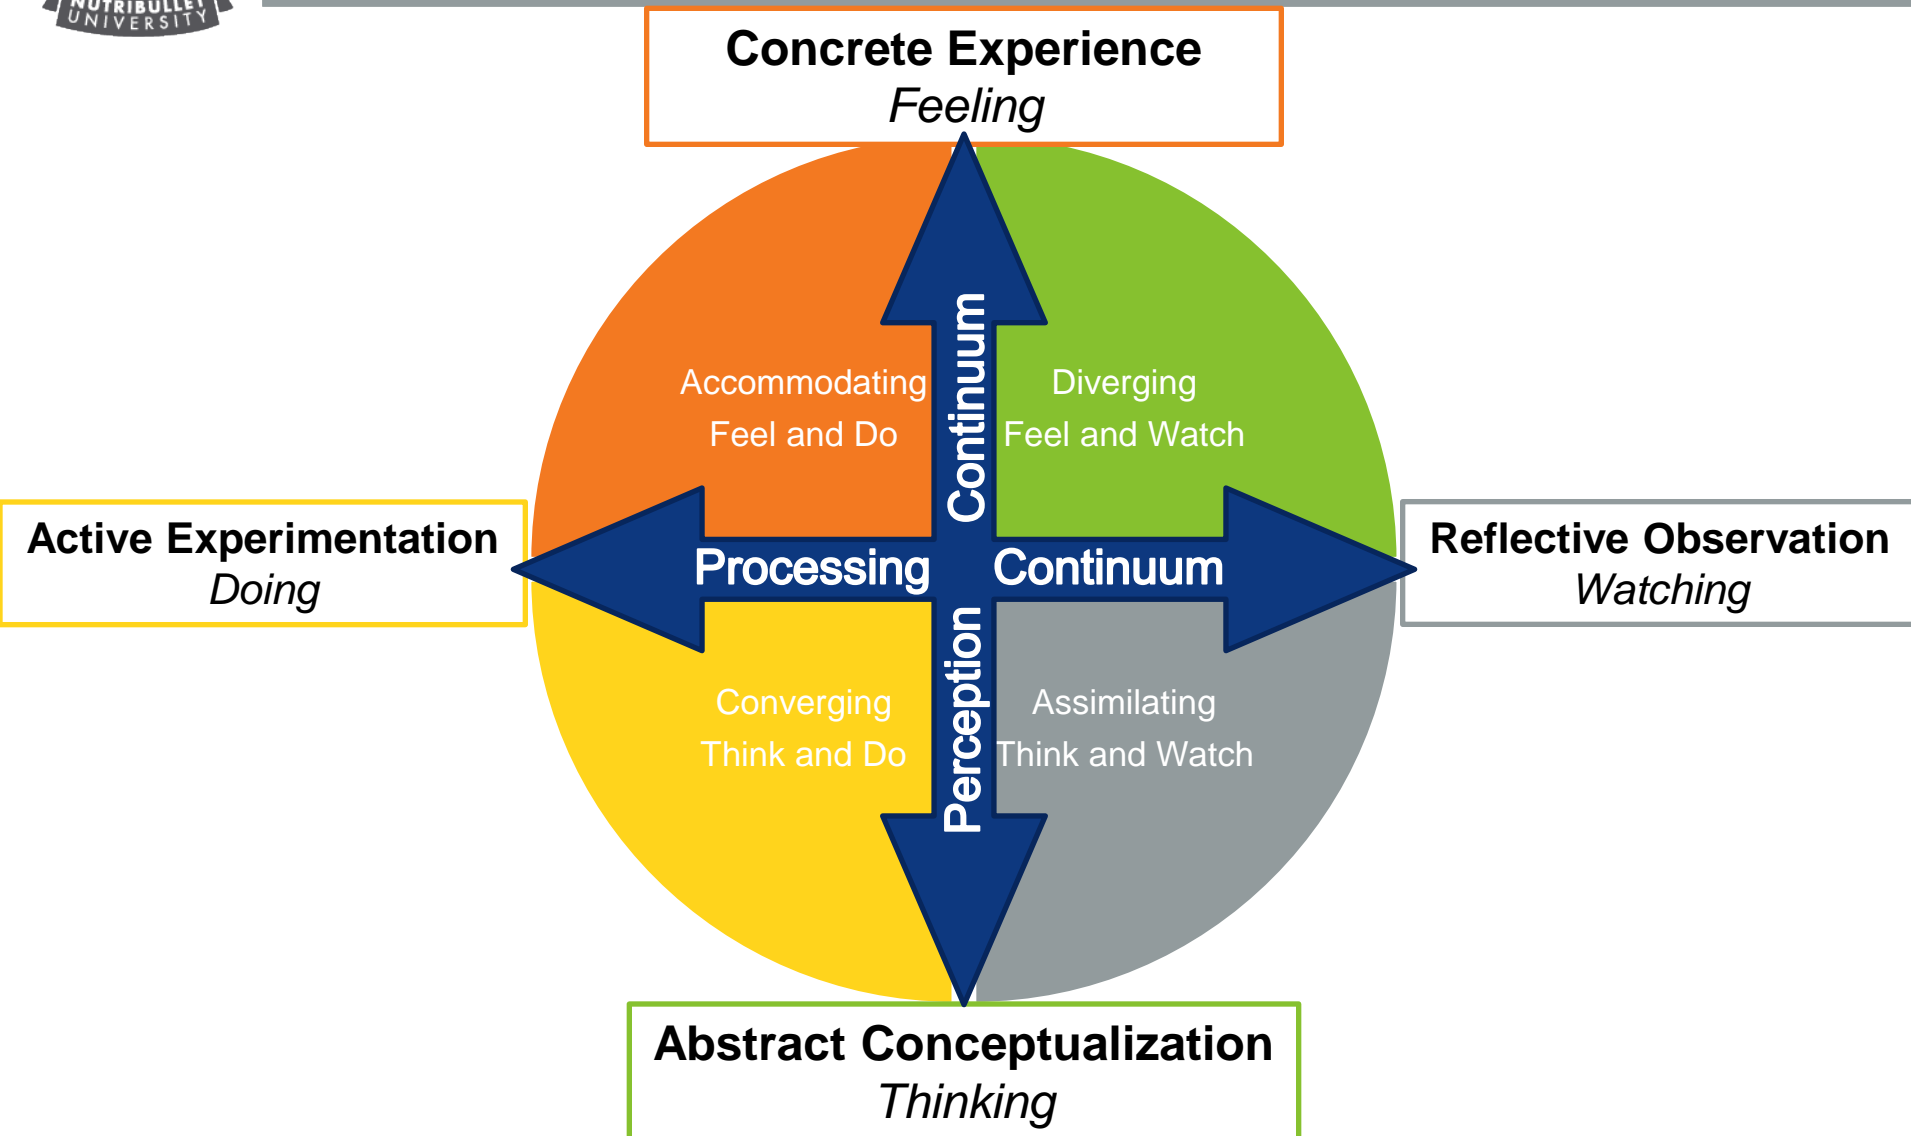 NUTRIBULLET
UNIVERSITY
Concrete Experience
Feeling
Accommodating
Feel and Do
Diverging
Feel and Watch
Active Experimentation
Doing
Processing Continuum
Perception Continuum
Reflective Observation
Watching
Converging
Think and Do
Assimilating
Think and Watch
Abstract Conceptualization
Thinking